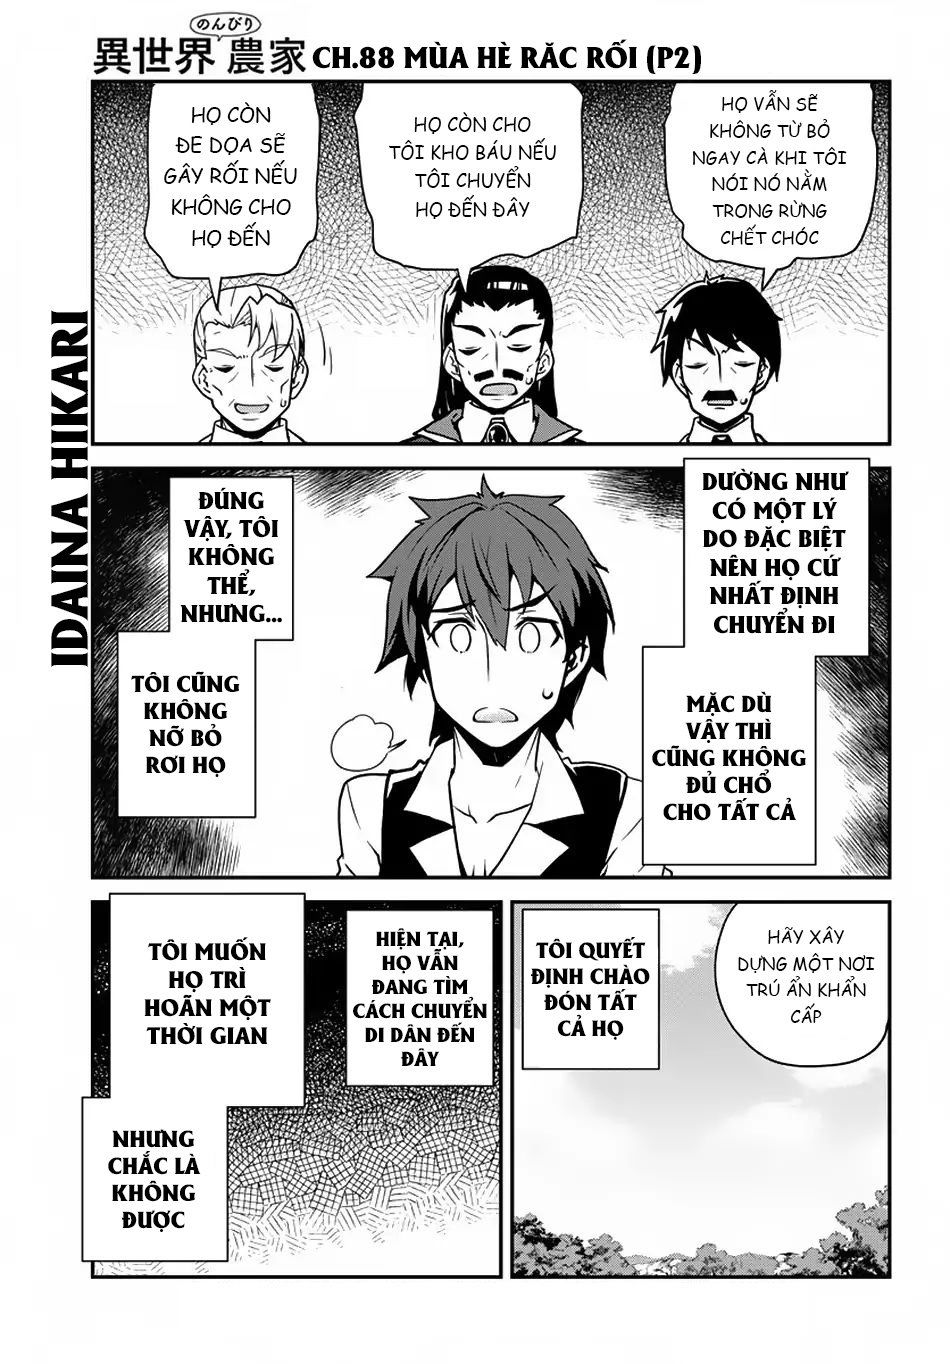 異世界
のんびり
農家
CH.88 MÙA HÈ RẮC RỐI (P2)
HỌ VẪN SẼ
KHÔNG TỪ BỎ
NGAY CẢ KHI TÔI
NÓI NÓ NẰM
TRONG RỪNG
CHẾT CHÓC
HỌ CÒN CHO
TÔI KHO BÁU NẾU
TÔI CHUYỂN
HỌ ĐẾN ĐÂY
HỌ CÒN
ĐE DỌA SẼ
GÂY RỐI NẾU
KHÔNG CHO
HỌ ĐẾN
IDAINA HIKARI
DƯỜNG NHƯ
CÓ MỘT LÝ
DO ĐẶC BIỆT
NÊN HỌ CỨ
NHẤT ĐỊNH
CHUYỂN ĐI
MẶC DÙ
VẬY THÌ
CŨNG KHÔNG
ĐỦ CHỔ
CHO TẤT CẢ
ĐÚNG
VẬY, TÔI
KHÔNG
THỂ,
NHƯNG...
TÔI CŨNG
KHÔNG
NỠ BỎ
RƠI HỌ
HÃY XÂY
DỰNG MỘT NƠI
TRÚ ẨN KHẨN
CẤP
TÔI QUYẾT
ĐỊNH CHÀO
ĐÓN TẤT
CẢ HỌ
HIỆN TẠI,
HỌ VẪN
ĐANG TÌM
CÁCH CHUYỂN
DI DÂN ĐẾN
ĐÂY
TÔI MUỐN
HỌ TRÌ
HOÃN MỘT
THỜI GIAN
NHƯNG
CHẮC LÀ
KHÔNG
ĐƯỢC